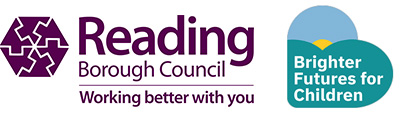 Reading
Borough Council
Working better with you
Brighter
Futures for
Children